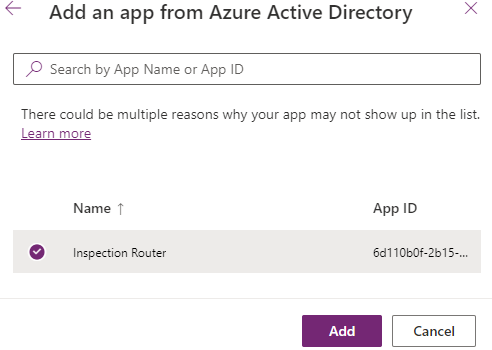 Add an app from Azure Active Directory
Search by App Name or App ID
There could be multiple reasons why your app may not show up in the list.
Learn more
Name ↑ App ID
Inspection Router 6d110b0f-2b15-...
Add Cancel